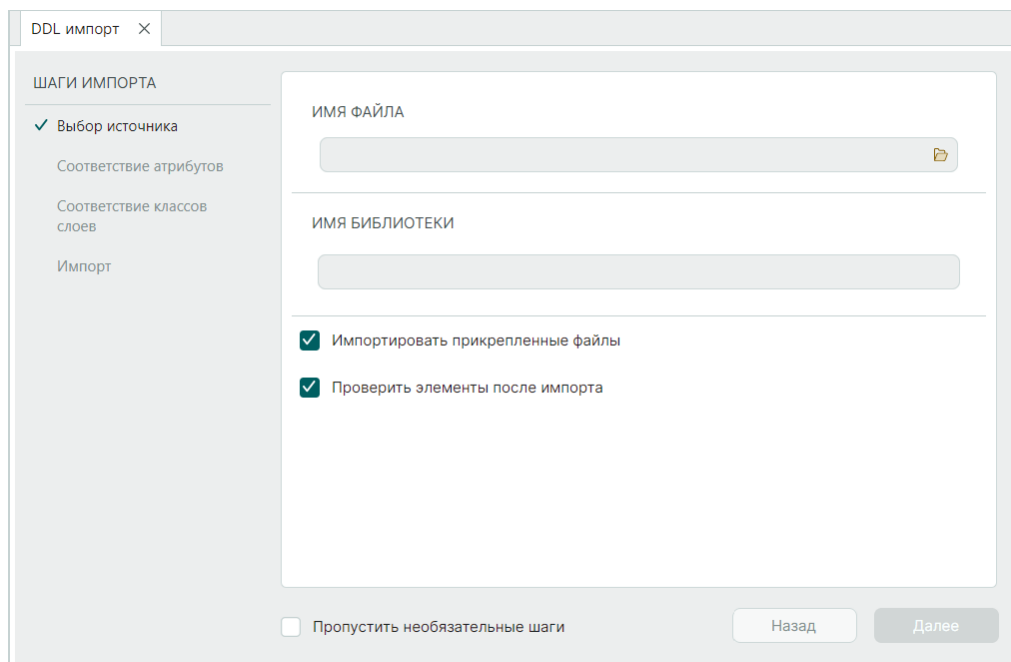 DDL импорт
ШАГИ ИМПОРТА
Выбор источника
Соответствие атрибутов
Соответствие классов
слоев
Импорт
ИМЯ ФАЙЛА
ИМЯ БИБЛИОТЕКИ
Импортировать прикрепленные файлы
Проверить элементы после импорта
Пропустить необязательные шаги
Назад
Далее